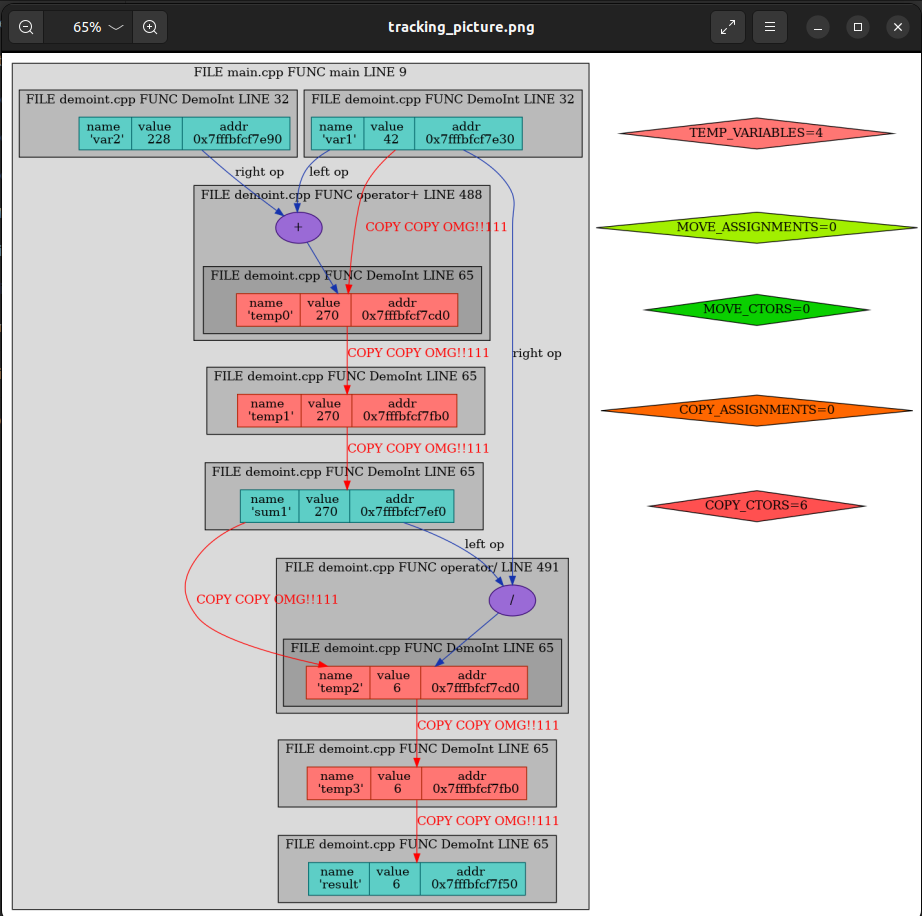 65%
tracking_picture.png
FILE main.cpp FUNC main LINE 9
FILE demoint.cpp FUNC DemoInt LINE 32
name value addr
'var2' 228 0x7fffbfcf7e90
FILE demoint.cpp FUNC DemoInt LINE 32
name value addr
'var1' 42 0x7fffbfcf7e30
right op
left op
FILE demoint.cpp FUNC operator+ LINE 488
+
COPY COPY OMG!!111
FILE demoint.cpp FUNC DemoInt LINE 65
name value addr
'temp0' 270 0x7fffbfcf7cd0
COPY COPY OMG!!111
right op
FILE demoint.cpp FUNC DemoInt LINE 65
name value addr
'temp1' 270 0x7fffbfcf7fb0
COPY COPY OMG!!111
FILE demoint.cpp FUNC DemoInt LINE 65
name value addr
'sum1' 270 0x7fffbfcf7ef0
left op
FILE demoint.cpp FUNC operator/ LINE 491
/
COPY COPY OMG!!111
FILE demoint.cpp FUNC DemoInt LINE 65
name value addr
'temp2' 6 0x7fffbfcf7cd0
COPY COPY OMG!!111
FILE demoint.cpp FUNC DemoInt LINE 65
name value addr
'temp3' 6 0x7fffbfcf7fb0
COPY COPY OMG!!111
FILE demoint.cpp FUNC DemoInt LINE 65
name value addr
'result' 6 0x7fffbfcf7f50
TEMP_VARIABLES=4
MOVE_ASSIGNMENTS=0
MOVE_CTORS=0
COPY_ASSIGNMENTS=0
COPY_CTORS=6